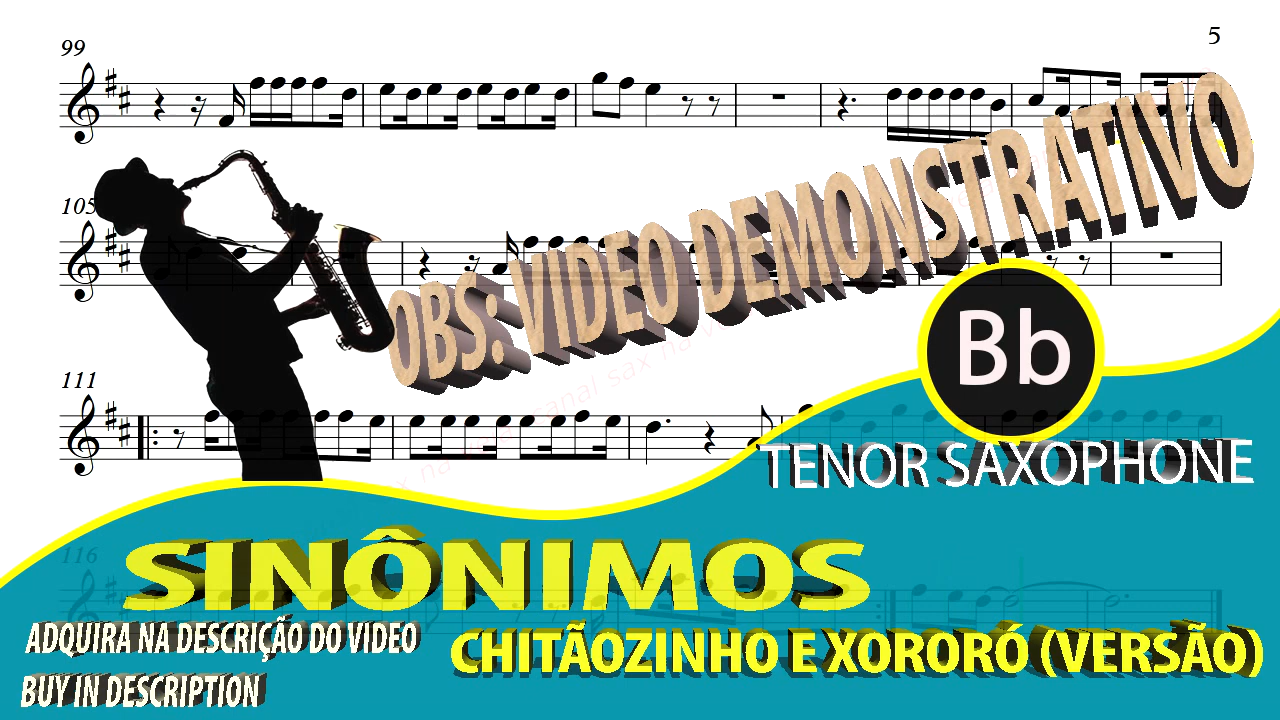 5
99
105
OBS: VIDEO DEMONSTRATIVO
Bb
111
TENOR SAXOPHONE
116
SINÔNIMOS
ADQUIRA NA DESCRIÇÃO DO VIDEO
CHITÃOZINHO E XORORÓ (VERSÃO)
BUY IN DESCRIPTION